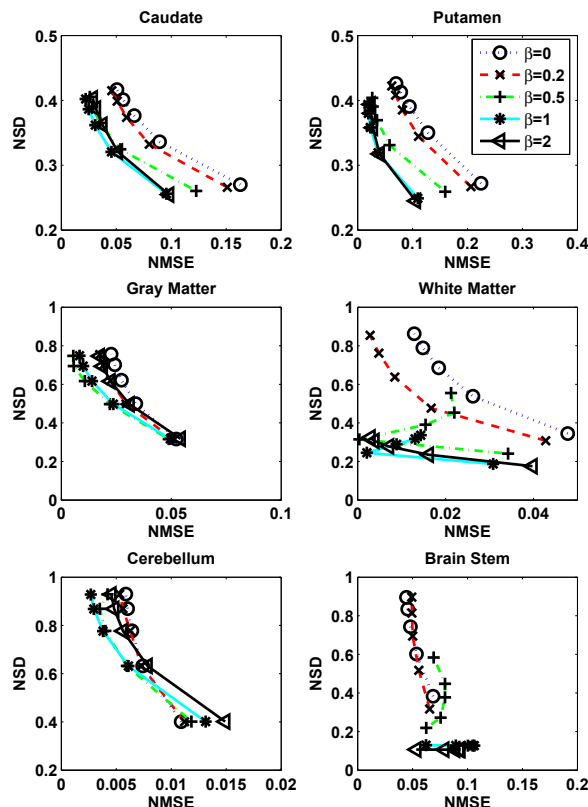 Caudate
0.5
0.4
0.3
0.2
NSD
0 0.05 0.1 0.15 0.2
NMSE
Putamen
0.5
0.4
0.3
0.2
NSD
0 0.1 0.2 0.3 0.4
NMSE
β=0
β=0.2
β=0.5
β=1
β=2
Gray Matter
1
0.8
0.6
0.4
0.2
0
NSD
0 0.05 0.1
NMSE
White Matter
1
0.8
0.6
0.4
0.2
0
NSD
0 0.02 0.04
NMSE
Cerebellum
1
0.8
0.6
0.4
0.2
0
NSD
0 0.005 0.01 0.015 0.02
NMSE
Brain Stem
1
0.8
0.6
0.4
0.2
0
NSD
0 0.05 0.1 0.15 0.2
NMSE